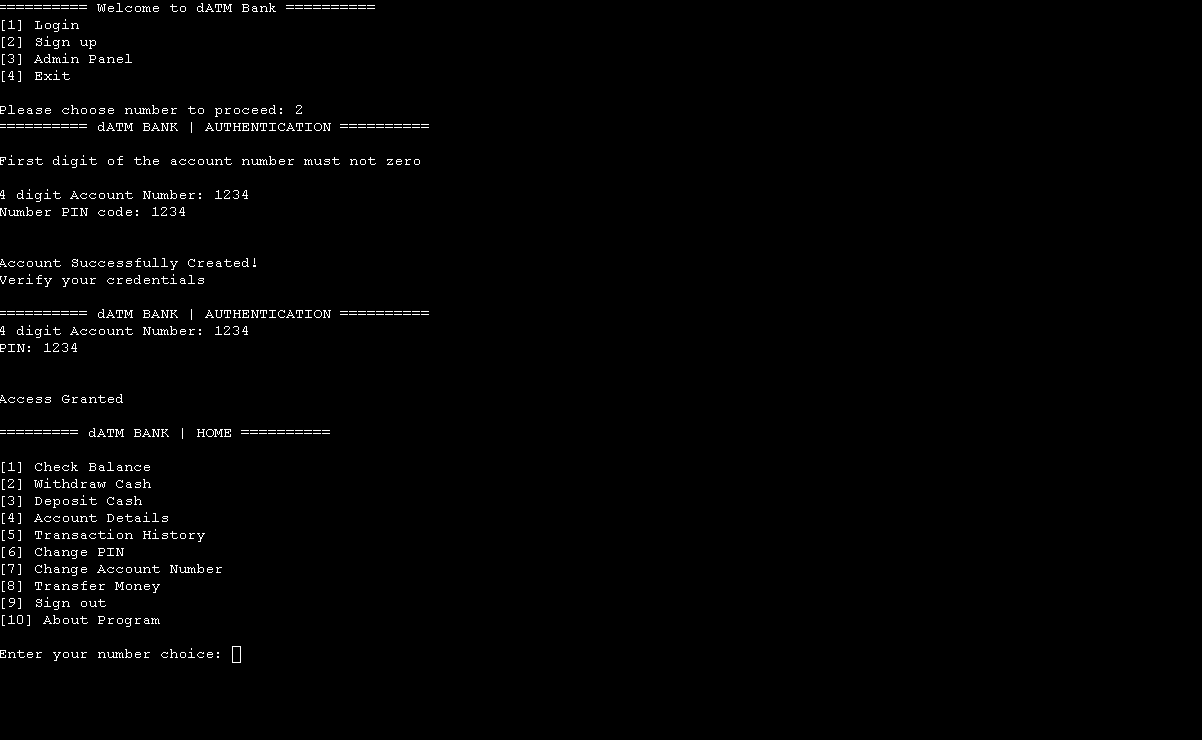 ========== Welcome to dATM Bank ==========
[1] Login
[2] Sign up
[3] Admin Panel
[4] Exit
Please choose number to proceed: 2
========== dATM BANK | AUTHENTICATION ==========
First digit of the account number must not zero
4 digit Account Number: 1234
Number PIN code: 1234
Account Successfully Created!
Verify your credentials
========== dATM BANK | AUTHENTICATION ==========
4 digit Account Number: 1234
PIN: 1234
Access Granted
========= dATM BANK | HOME ==========
[1] Check Balance
[2] Withdraw Cash
[3] Deposit Cash
[4] Account Details
[5] Transaction History
[6] Change PIN
[7] Change Account Number
[8] Transfer Money
[9] Sign out
[10] About Program
Enter your number choice: